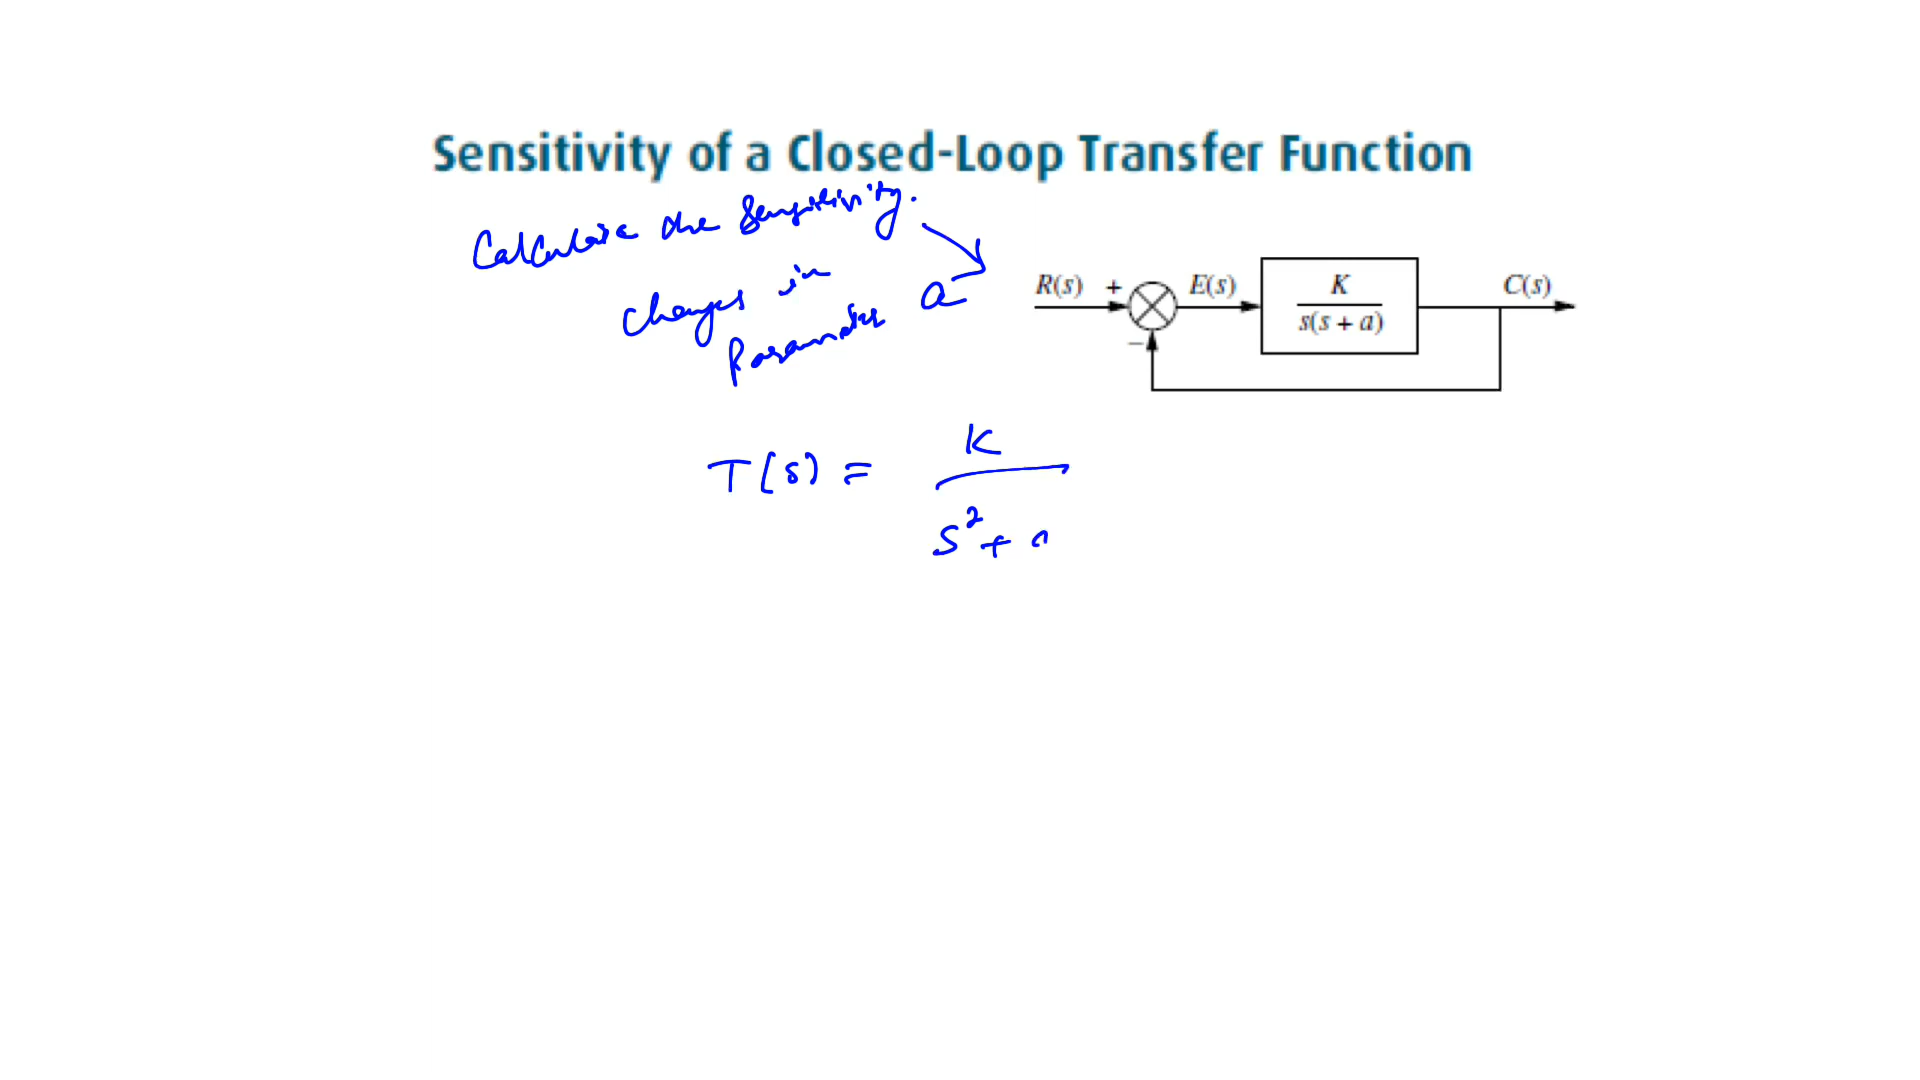 Sensitivity of a Closed-Loop Transfer Function
Calculate the Sensitivity.
changes in
Parameter a
R(s) + E(s) K C(s)
s(s + a)
−
T(s) = K
s² + a